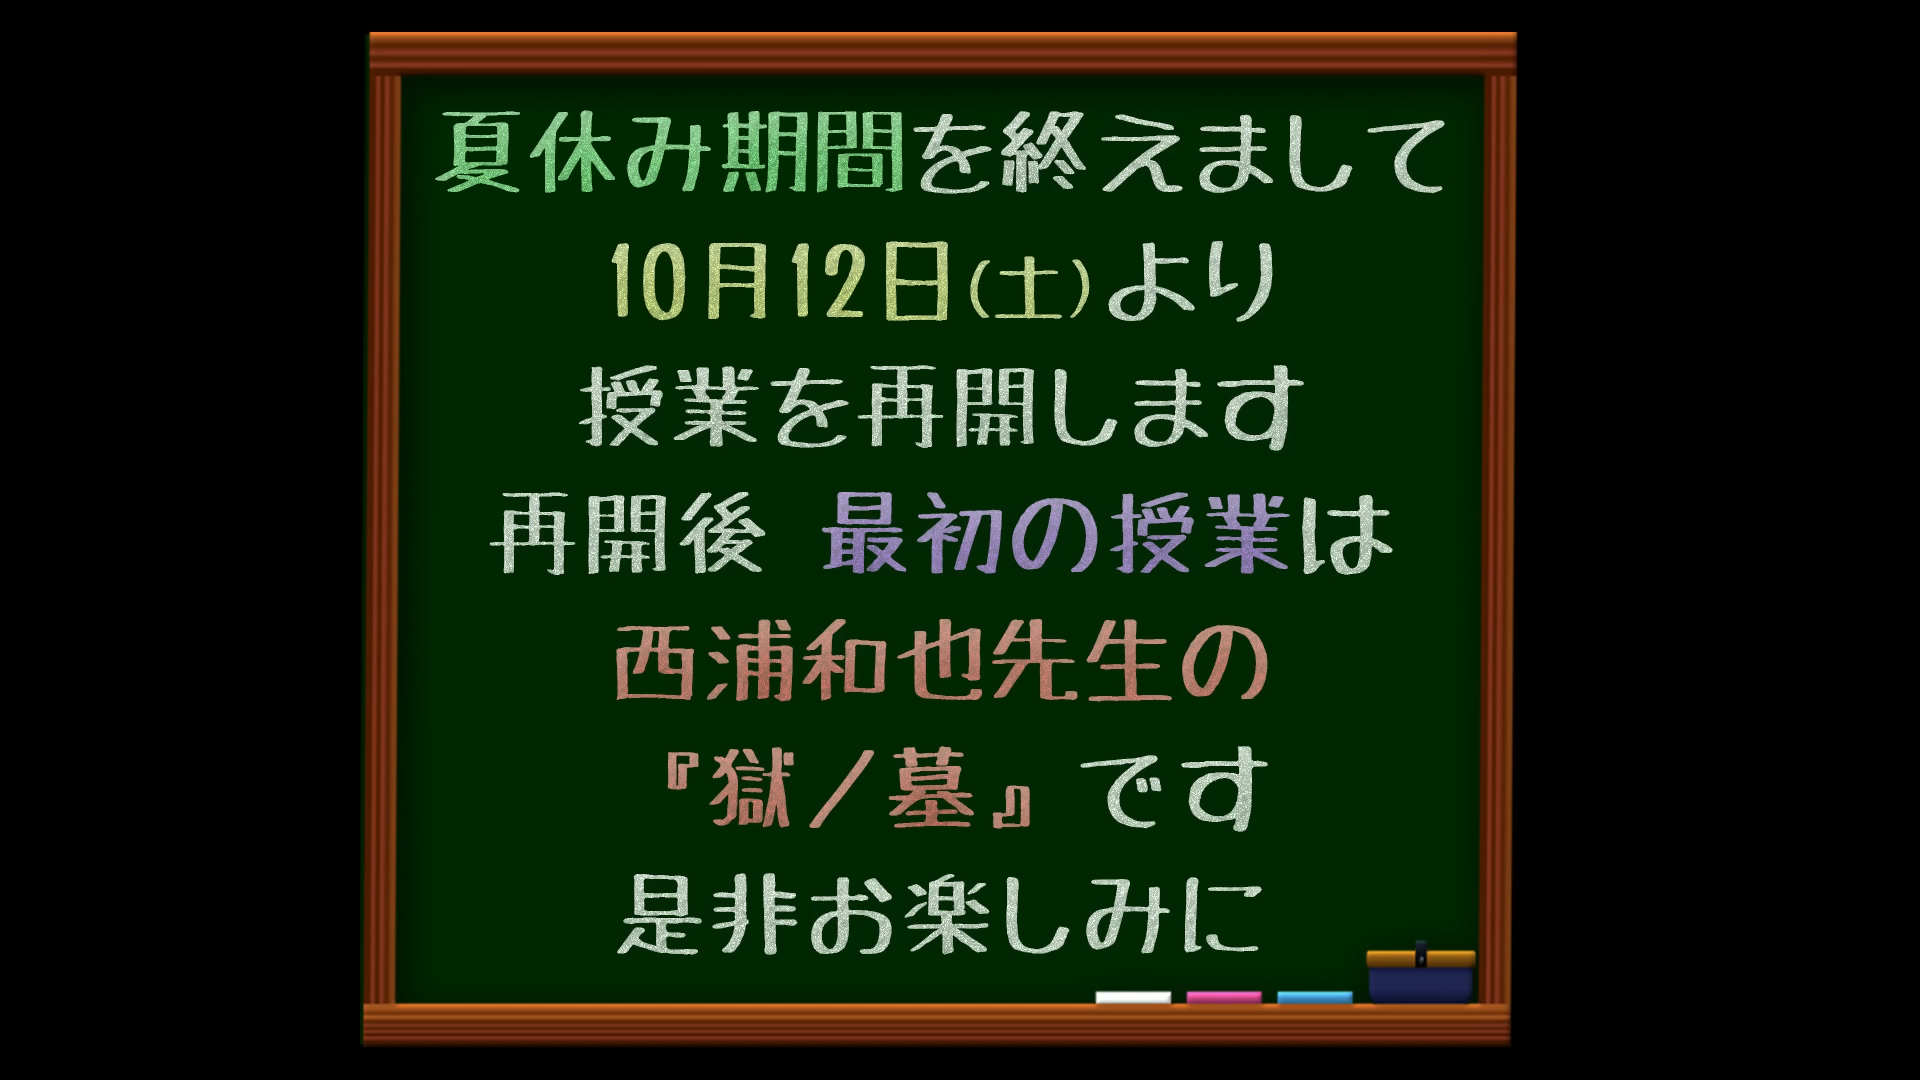 夏休み期間を終えまして
10月12日(土)より
授業を再開します
再開後 最初の授業は
西浦和也先生の
『獄/墓』です
是非お楽しみに